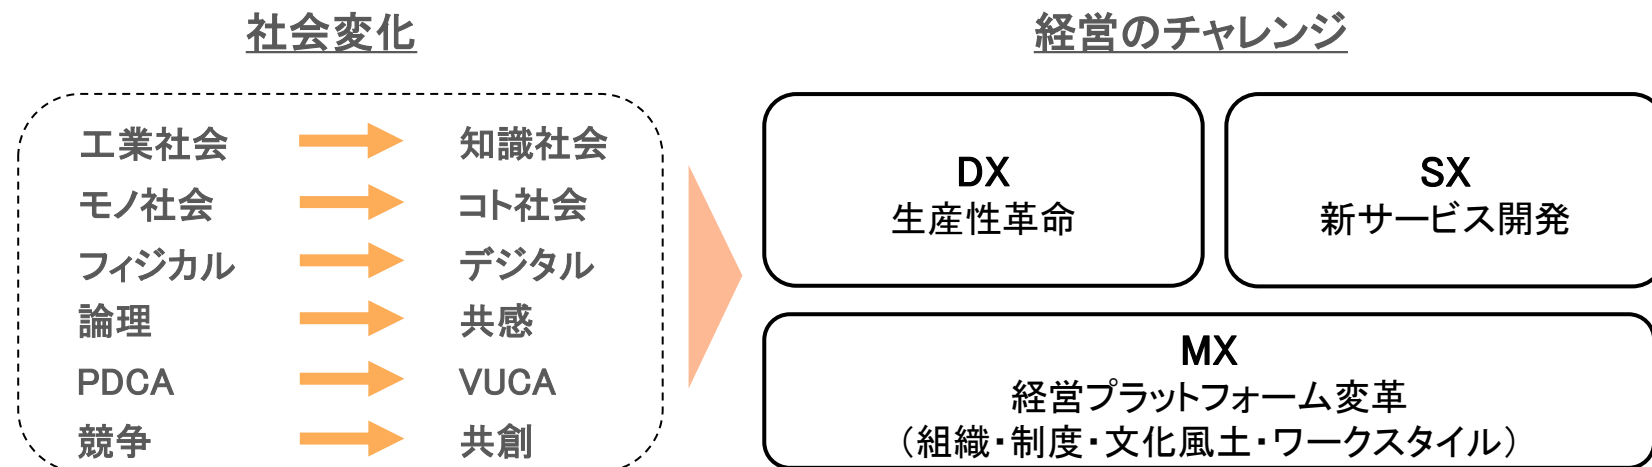 社会変化
工業社会 知識社会
モノ社会 コト社会
フィジカル デジタル
論理 共感
PDCA VUCA
競争 共創
経営のチャレンジ
DX
生産性革命
SX
新サービス開発
MX
経営プラットフォーム変革
（組織・制度・文化風土・ワークスタイル）